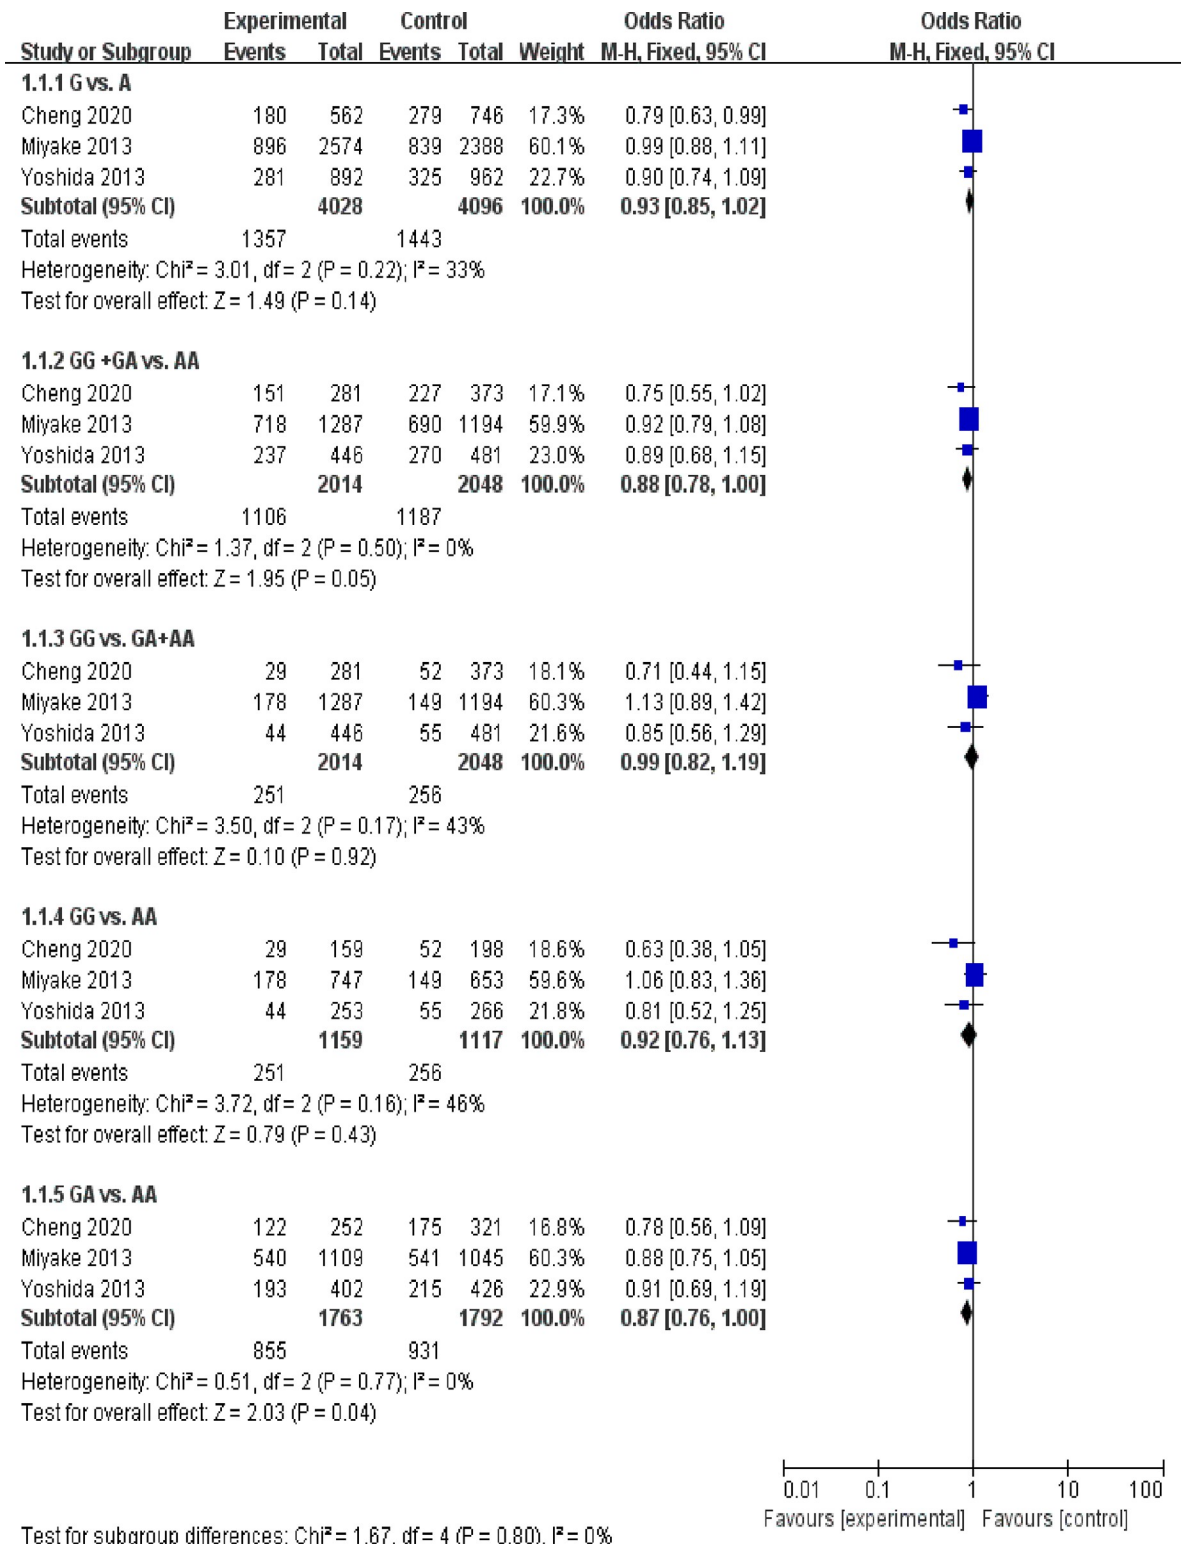 Experimental Control Odds Ratio Odds Ratio
Study or Subgroup Events Total Events Total Weight M-H, Fixed, 95% CI M-H, Fixed, 95% CI
1.1.1 G vs. A
Cheng 2020 180 562 279 746 17.3% 0.79 [0.63, 0.99]
Miyake 2013 896 2574 839 2388 60.1% 0.99 [0.88, 1.11]
Yoshida 2013 281 892 325 962 22.7% 0.90 [0.74, 1.09]
Subtotal (95% CI) 4028 4096 100.0% 0.93 [0.85, 1.02]
Total events 1357 1443
Heterogeneity: Chi² = 3.01, df = 2 (P = 0.22); I² = 33%
Test for overall effect: Z = 1.49 (P = 0.14)
1.1.2 GG +GA vs. AA
Cheng 2020 151 281 227 373 17.1% 0.75 [0.55, 1.02]
Miyake 2013 718 1287 690 1194 59.9% 0.92 [0.79, 1.08]
Yoshida 2013 237 446 270 481 23.0% 0.89 [0.68, 1.15]
Subtotal (95% CI) 2014 2048 100.0% 0.88 [0.78, 1.00]
Total events 1106 1187
Heterogeneity: Chi² = 1.37, df = 2 (P = 0.50); I² = 0%
Test for overall effect: Z = 1.95 (P = 0.05)
1.1.3 GG vs. GA+AA
Cheng 2020 29 281 52 373 18.1% 0.71 [0.44, 1.15]
Miyake 2013 178 1287 149 1194 60.3% 1.13 [0.89, 1.42]
Yoshida 2013 44 446 55 481 21.6% 0.85 [0.56, 1.29]
Subtotal (95% CI) 2014 2048 100.0% 0.99 [0.82, 1.19]
Total events 251 256
Heterogeneity: Chi² = 3.50, df = 2 (P = 0.17); I² = 43%
Test for overall effect: Z = 0.10 (P = 0.92)
1.1.4 GG vs. AA
Cheng 2020 29 159 52 198 18.6% 0.63 [0.38, 1.05]
Miyake 2013 178 747 149 653 59.6% 1.06 [0.83, 1.36]
Yoshida 2013 44 253 55 266 21.8% 0.81 [0.52, 1.25]
Subtotal (95% CI) 1159 1117 100.0% 0.92 [0.76, 1.13]
Total events 251 256
Heterogeneity: Chi² = 3.72, df = 2 (P = 0.16); I² = 46%
Test for overall effect: Z = 0.79 (P = 0.43)
1.1.5 GA vs. AA
Cheng 2020 122 252 175 321 16.8% 0.78 [0.56, 1.09]
Miyake 2013 540 1109 541 1045 60.3% 0.88 [0.75, 1.05]
Yoshida 2013 193 402 215 426 22.9% 0.91 [0.69, 1.19]
Subtotal (95% CI) 1763 1792 100.0% 0.87 [0.76, 1.00]
Total events 855 931
Heterogeneity: Chi² = 0.51, df = 2 (P = 0.77); I² = 0%
Test for overall effect: Z = 2.03 (P = 0.04)
0.01 0.1 1 10 100
Favours [experimental] Favours [control]
Test for subgroup differences: Chi² = 1.67, df = 4 (P = 0.80), I² = 0%